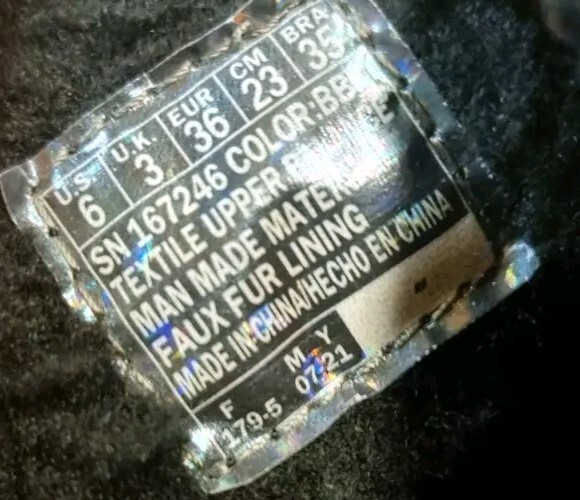 U.S. U.K. EUR CM BRA
6 3 36 23 35
SN 167246 COLOR:BB
TEXTILE UPPER
MAN MADE
FAUX FUR LINING
MADE IN CHINA/HECHO EN CHINA
F M Y
179-5 07/21